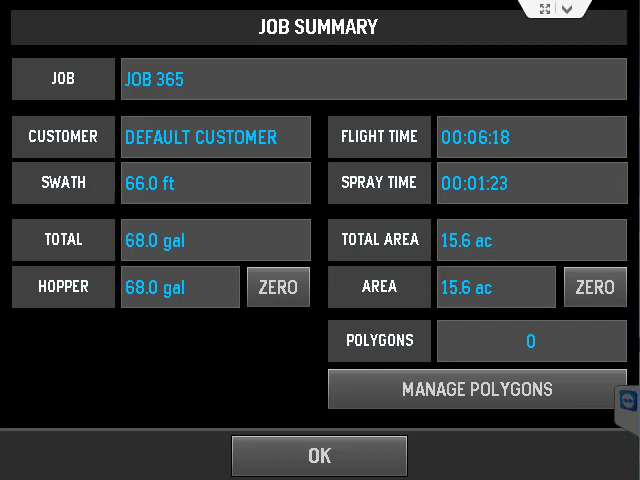 JOB SUMMARY
JOB JOB 365
CUSTOMER DEFAULT CUSTOMER FLIGHT TIME 00:06:18
SWATH 66.0 ft SPRAY TIME 00:01:23
TOTAL 68.0 gal TOTAL AREA 15.6 ac
HOPPER 68.0 gal ZERO AREA 15.6 ac ZERO
POLYGONS 0
MANAGE POLYGONS
OK